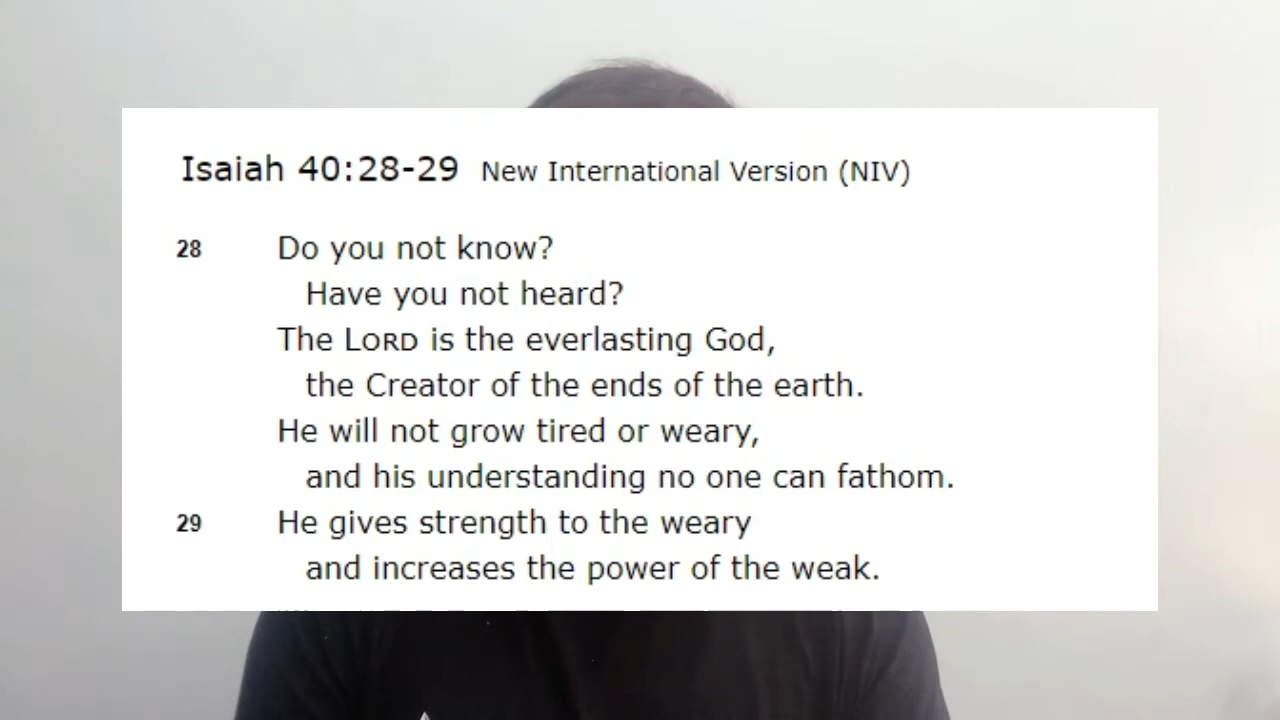 Isaiah 40:28-29 New International Version (NIV)
28 Do you not know?
Have you not heard?
The LORD is the everlasting God,
the Creator of the ends of the earth.
He will not grow tired or weary,
and his understanding no one can fathom.
29 He gives strength to the weary
and increases the power of the weak.